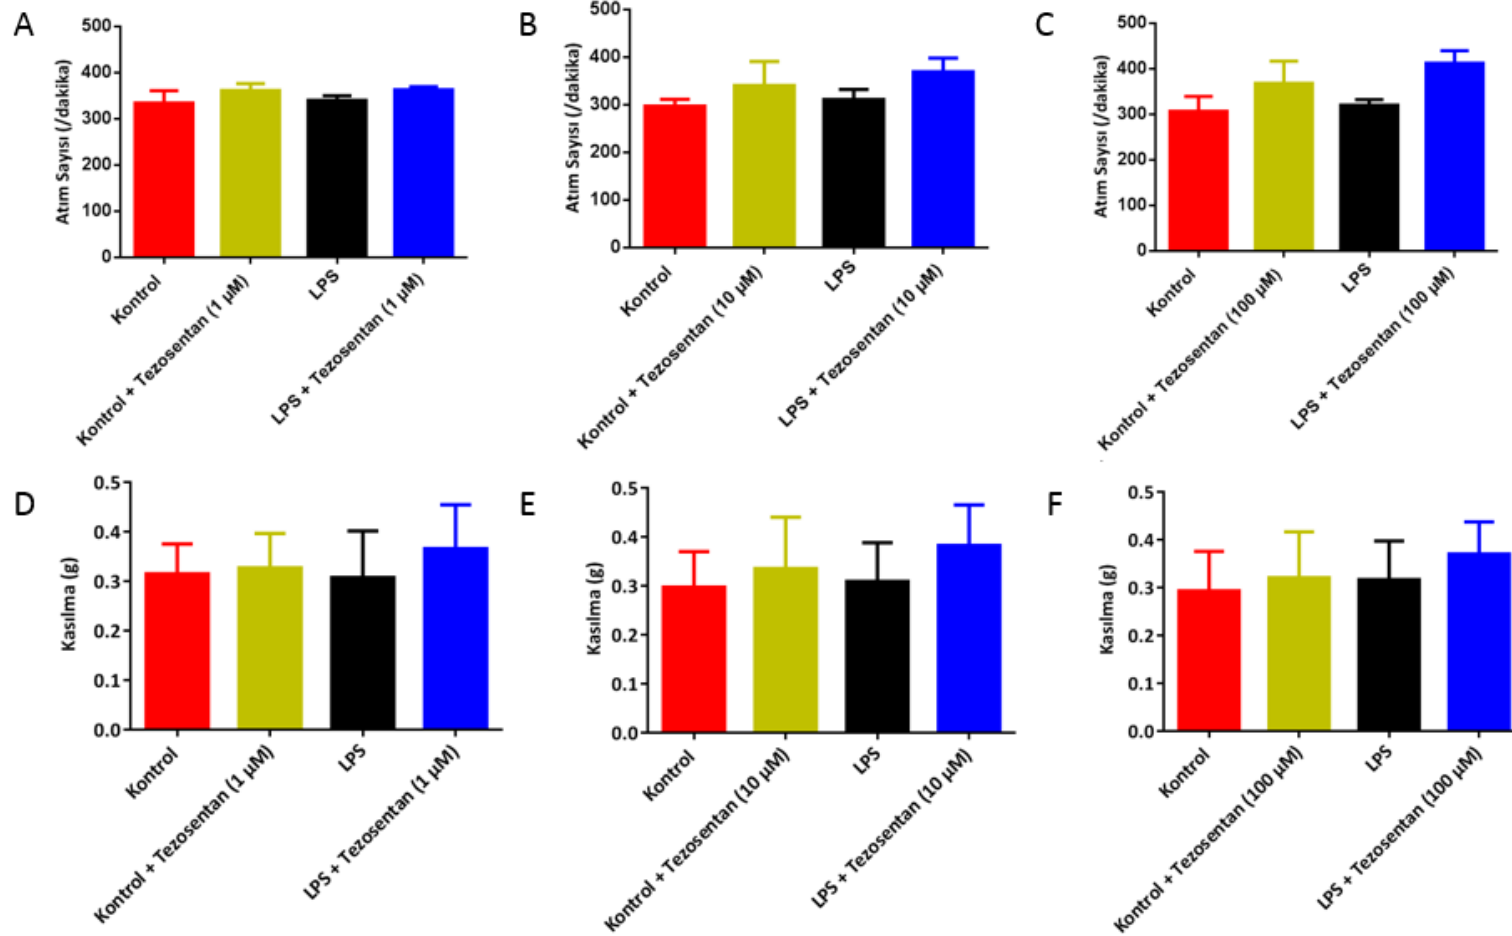 A
Atım Sayısı (/dakika)
500
400
300
200
100
0
Kontrol
Kontrol + Tezosentan (1 µM)
LPS
LPS + Tezosentan (1 µM)
B
Atım Sayısı (/dakika)
500
400
300
200
100
0
Kontrol
Kontrol + Tezosentan (10 µM)
LPS
LPS + Tezosentan (10 µM)
C
Atım Sayısı (/dakika)
500
400
300
200
100
0
Kontrol
Kontrol + Tezosentan (100 µM)
LPS
LPS + Tezosentan (100 µM)
D
Kasılma (g)
0.5
0.4
0.3
0.2
0.1
0.0
Kontrol
Kontrol + Tezosentan (1 µM)
LPS
LPS + Tezosentan (1 µM)
E
Kasılma (g)
0.5
0.4
0.3
0.2
0.1
0.0
Kontrol
Kontrol + Tezosentan (10 µM)
LPS
LPS + Tezosentan (10 µM)
F
Kasılma (g)
0.5
0.4
0.3
0.2
0.1
0.0
Kontrol
Kontrol + Tezosentan (100 µM)
LPS
LPS + Tezosentan (100 µM)